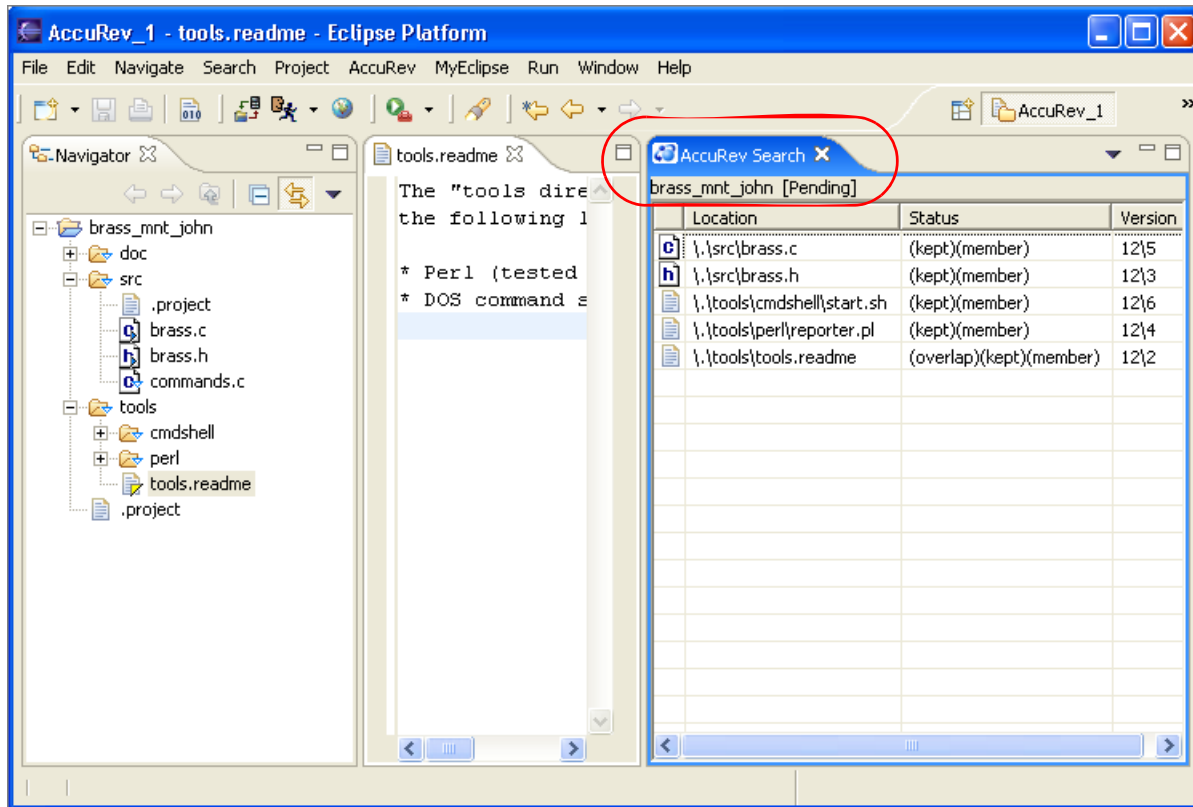 AccuRev_1 - tools.readme - Eclipse Platform
File Edit Navigate Search Project AccuRev MyEclipse Run Window Help
010
AccuRev_1
»
Navigator
brass_mnt_john
doc
src
.project
brass.c
brass.h
commands.c
tools
cmdshell
perl
tools.readme
.project
tools.readme
The "tools dire
the following l
* Perl (tested
* DOS command s
AccuRev Search
brass_mnt_john [Pending]
Location Status Version
\.\src\brass.c (kept)(member) 12\5
\.\src\brass.h (kept)(member) 12\3
\.\tools\cmdshell\start.sh (kept)(member) 12\6
\.\tools\perl\reporter.pl (kept)(member) 12\4
\.\tools\tools.readme (overlap)(kept)(member) 12\2